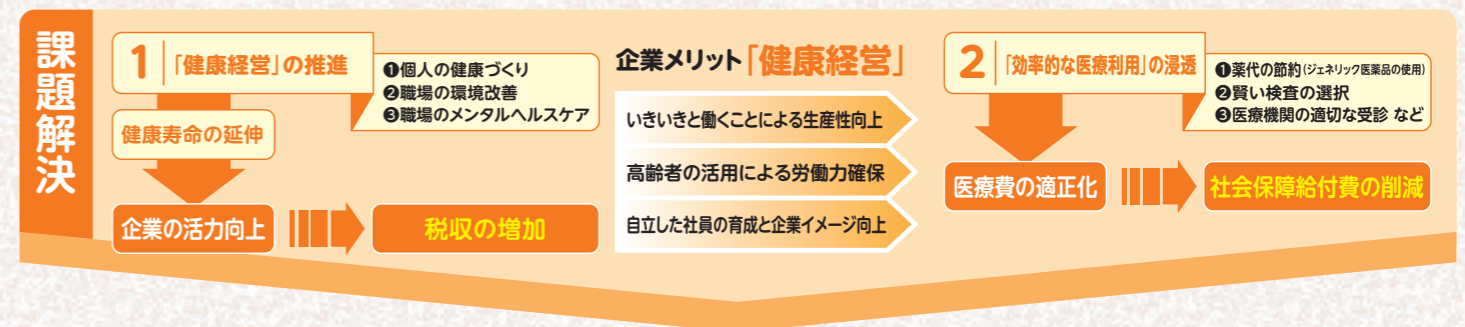 課題解決
1 「健康経営」の推進
❶個人の健康づくり
❷職場の環境改善
❸職場のメンタルヘルスケア
健康寿命の延伸
企業の活力向上
税収の増加
企業メリット「健康経営」
いきいきと働くことによる生産性向上
高齢者の活用による労働力確保
自立した社員の育成と企業イメージ向上
2 「効率的な医療利用」の浸透
❶薬代の節約(ジェネリック医薬品の使用)
❷賢い検査の選択
❸医療機関の適切な受診 など
医療費の適正化
社会保障給付費の削減